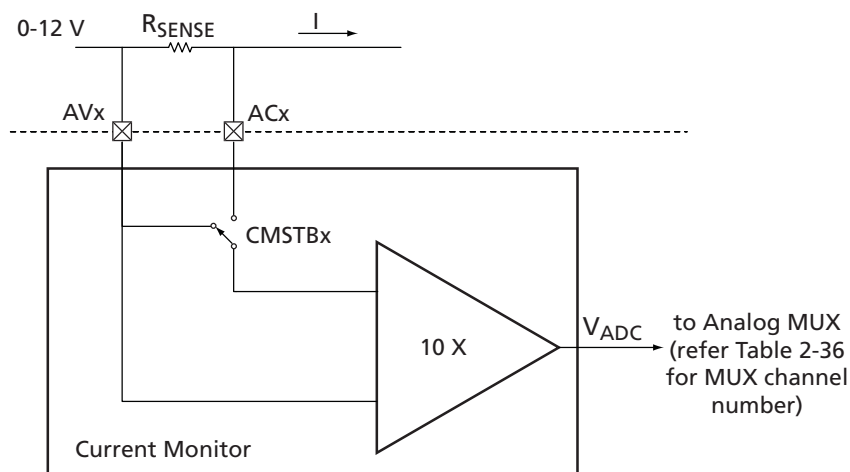 0-12 V
RSENSE
I
AVx
ACx
CMSTBx
10 X
VADC
to Analog MUX
(refer Table 2-36
for MUX channel
number)
Current Monitor